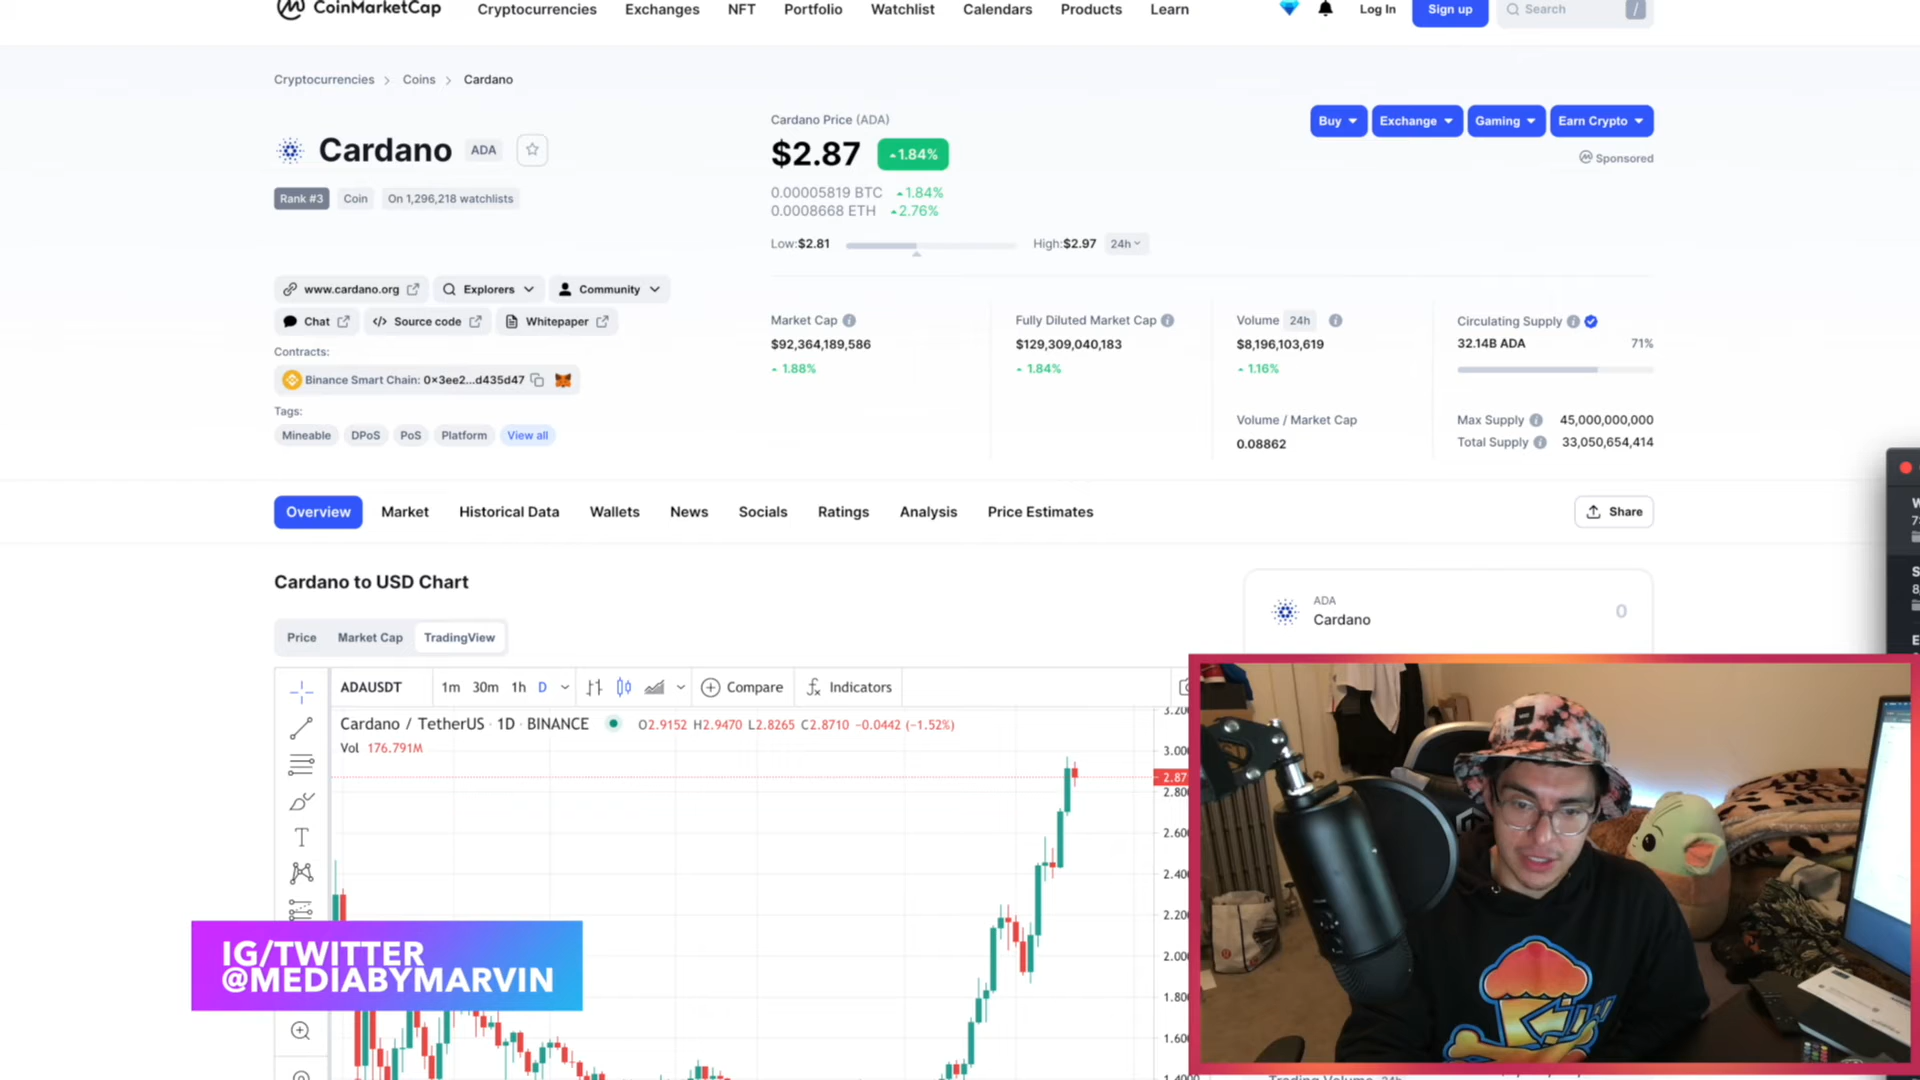 CoinMarketCap Cryptocurrencies Exchanges NFT Portfolio Watchlist Calendars Products Learn Log In Sign up Search /
Cryptocurrencies > Coins > Cardano
Cardano ADA
Rank #3 Coin On 1,296,218 watchlists
Cardano Price (ADA)
$2.87 1.84%
0.00005819 BTC 1.84%
0.0008668 ETH 2.76%
Low:$2.81 High:$2.97 24h
Buy Exchange Gaming Earn Crypto
Sponsored
www.cardano.org Explorers Community
Chat Source code Whitepaper
Contracts:
Binance Smart Chain: 0x3ee2...d435d47
Tags:
Mineable DPoS PoS Platform View all
Market Cap
$92,364,189,586
1.88%
Fully Diluted Market Cap
$129,309,040,183
1.84%
Volume 24h
$8,196,103,619
1.16%
Volume / Market Cap
0.08862
Circulating Supply
32.14B ADA 71%
Max Supply 45,000,000,000
Total Supply 33,050,654,414
Overview Market Historical Data Wallets News Socials Ratings Analysis Price Estimates Share
Cardano to USD Chart
Price Market Cap TradingView
ADA
Cardano 0
ADAUSDT 1m 30m 1h D Compare Indicators
Cardano / TetherUS · 1D · BINANCE O2.9152 H2.9470 L2.8265 C2.8710 −0.0442 (−1.52%)
Vol 176.791M
3.000
2.87
2.800
2.600
2.400
2.200
2.000
1.800
1.600
IG/TWITTER
@MEDIABYMARVIN